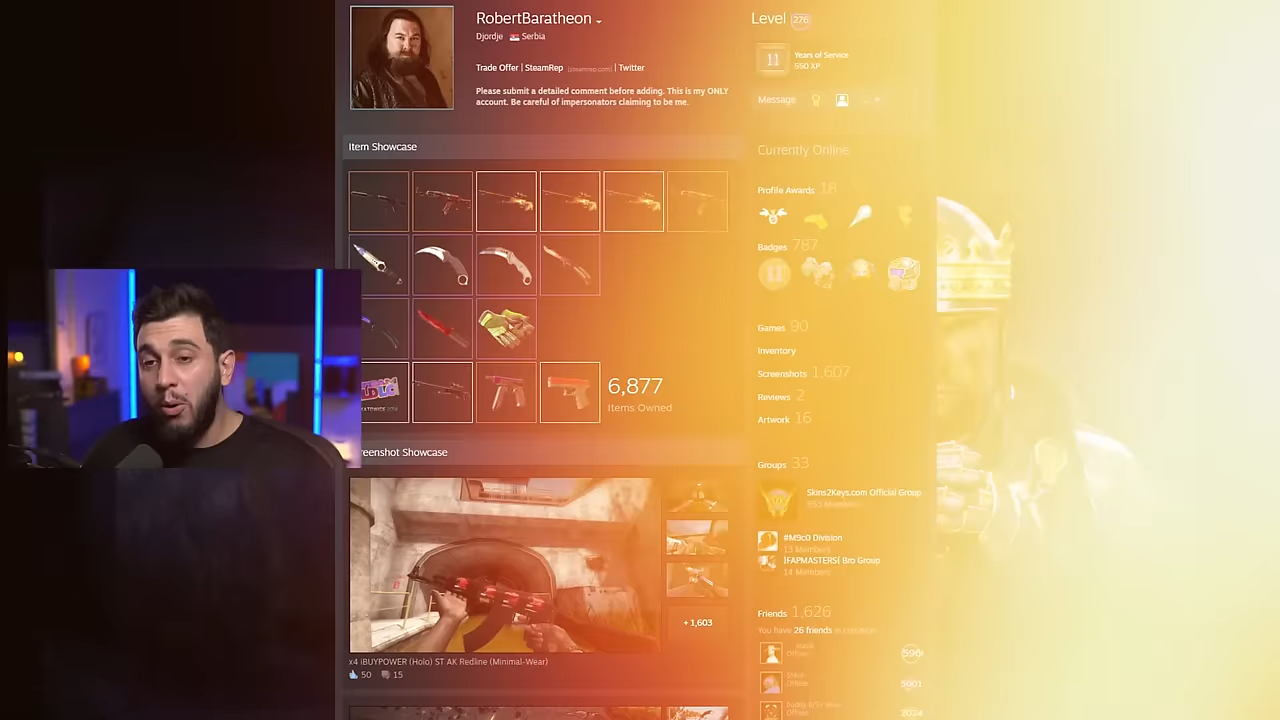 RobertBaratheon
Djordje Serbia
Trade Offer | SteamRep [steamrep.com] | Twitter
Please submit a detailed comment before adding. This is my ONLY
account. Be careful of impersonators claiming to be me.
Level 276
11
Years of Service
550 XP
Message
Item Showcase
6,877
Items Owned
Currently Online
Profile Awards 18
Badges 787
Games 90
Inventory
Screenshots 1,607
Reviews 2
Artwork 16
Groups 33
Skins2Keys.com Official Group
#M9cO Division
13 Members
}FAPMASTERS{ Bro Group
14 Members
Friends 1,626
You have 26 friends
Offline
Offline
reenshot Showcase
+ 1,603
x4 iBUYPOWER (Holo) ST AK Redline (Minimal-Wear)
50 15